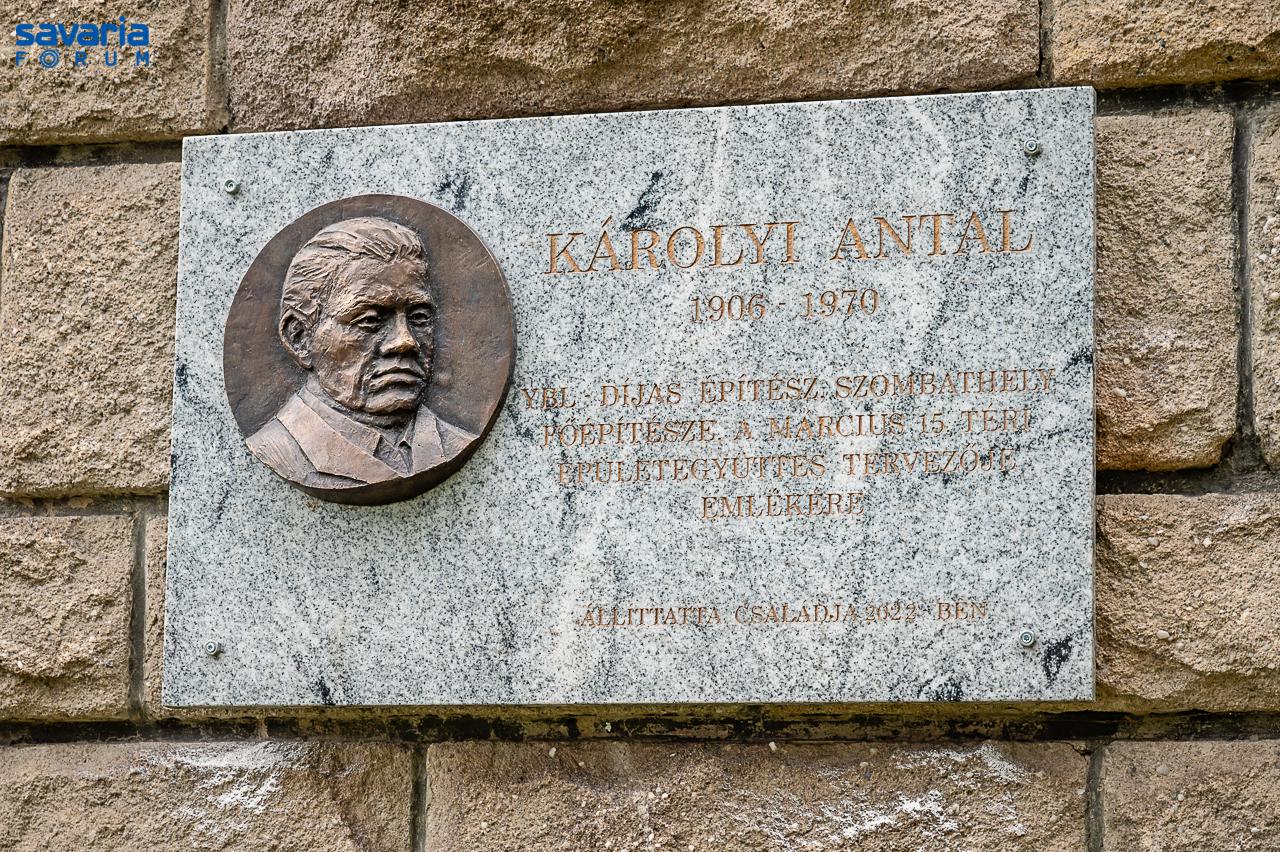 savaria
FORUM
KÁROLYI ANTAL
1906 - 1970
YBL - DÍJAS ÉPÍTÉSZ, SZOMBATHELY
FŐÉPÍTÉSZE, A MÁRCIUS 15. TÉRI
ÉPÜLETEGYÜTTES TERVEZŐJE
EMLÉKÉRE
ÁLLÍTTATTA CSALÁDJA 2022 - BEN